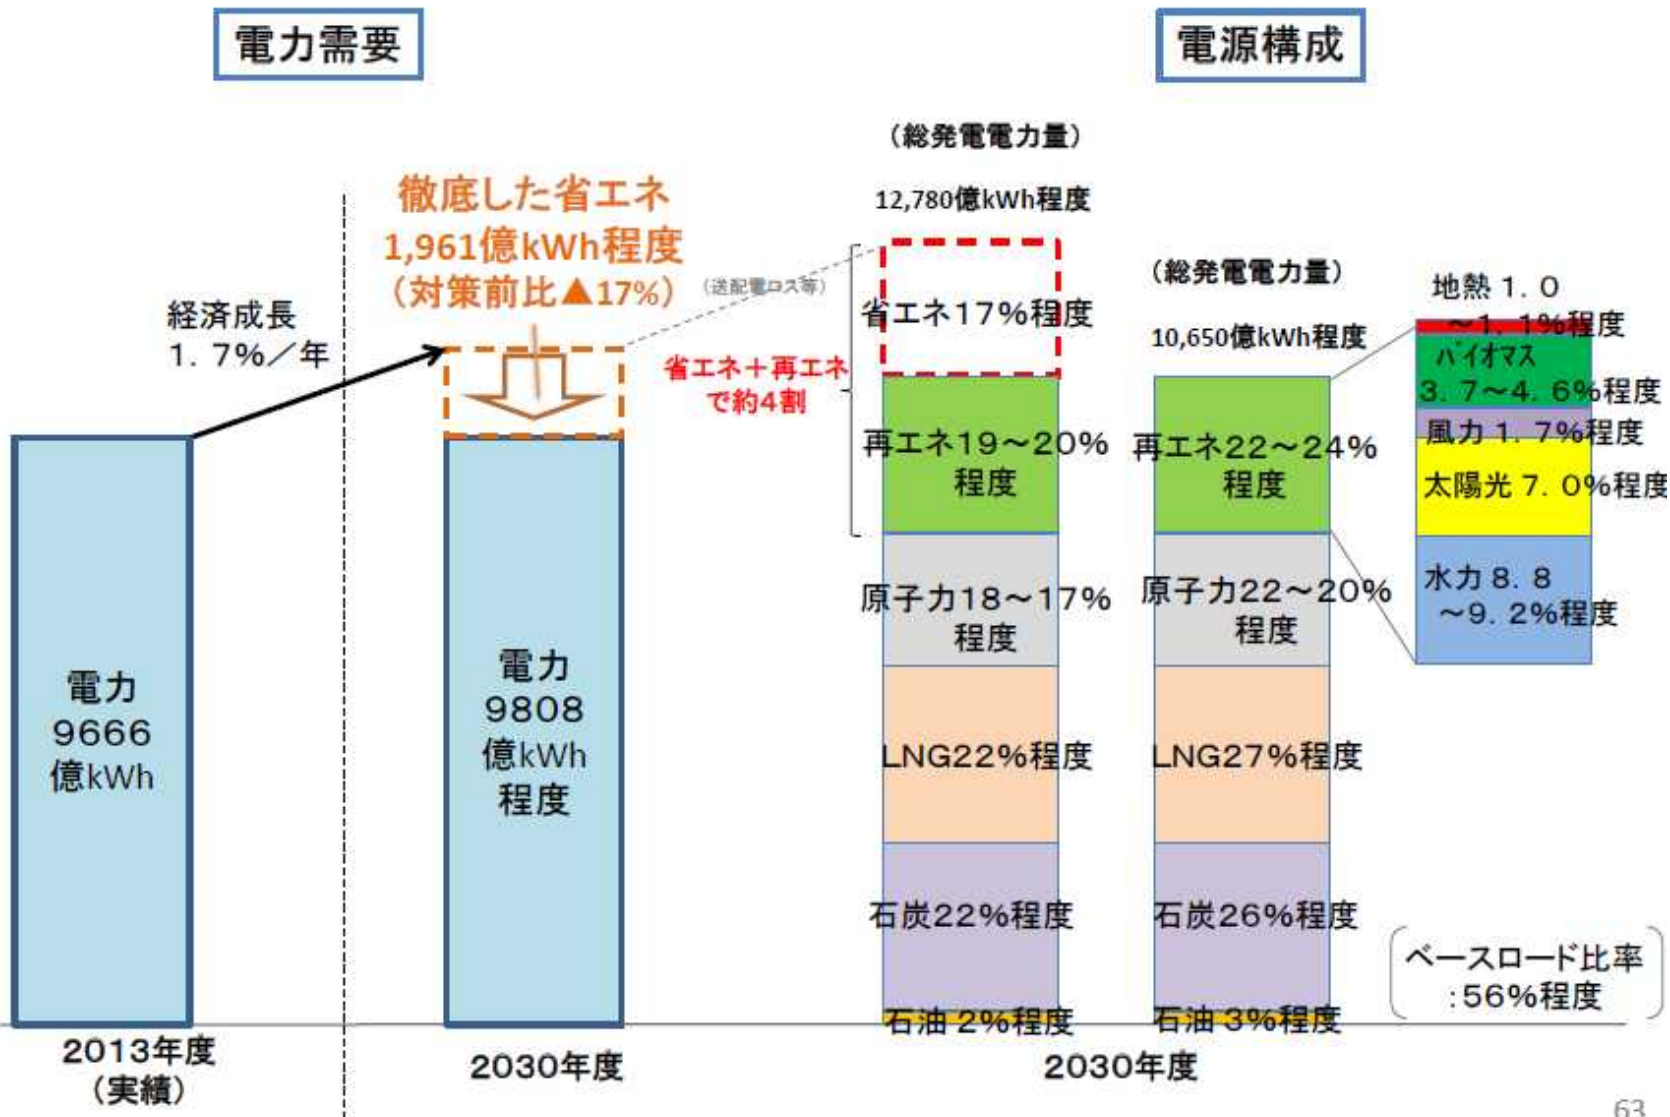 電力需要
電源構成
徹底した省エネ
1,961億kWh程度
（対策前比▲17%）
（送配電ロス等）
経済成長
１．７％／年
電力
９６６６
億kWh
電力
９８０８
億kWh
程度
２０１３年度
（実績）
２０３０年度
（総発電電力量）
12,780億kWh程度
省エネ＋再エネ
で約４割
省エネ１７％程度
再エネ１９～２０％
程度
原子力１８～１７％
程度
LNG２２％程度
石炭２２％程度
石油 ２％程度
（総発電電力量）
10,650億kWh程度
再エネ２２～２４％
程度
原子力２２～２０％
程度
LNG２７％程度
石炭２６％程度
石油 ３％程度
２０３０年度
地熱 １．０
～１．１％程度
バイオマス
３．７～４．６％程度
風力 １．７％程度
太陽光 ７．０％程度
水力 ８．８
～９．２％程度
ベースロード比率
：５６％程度
63